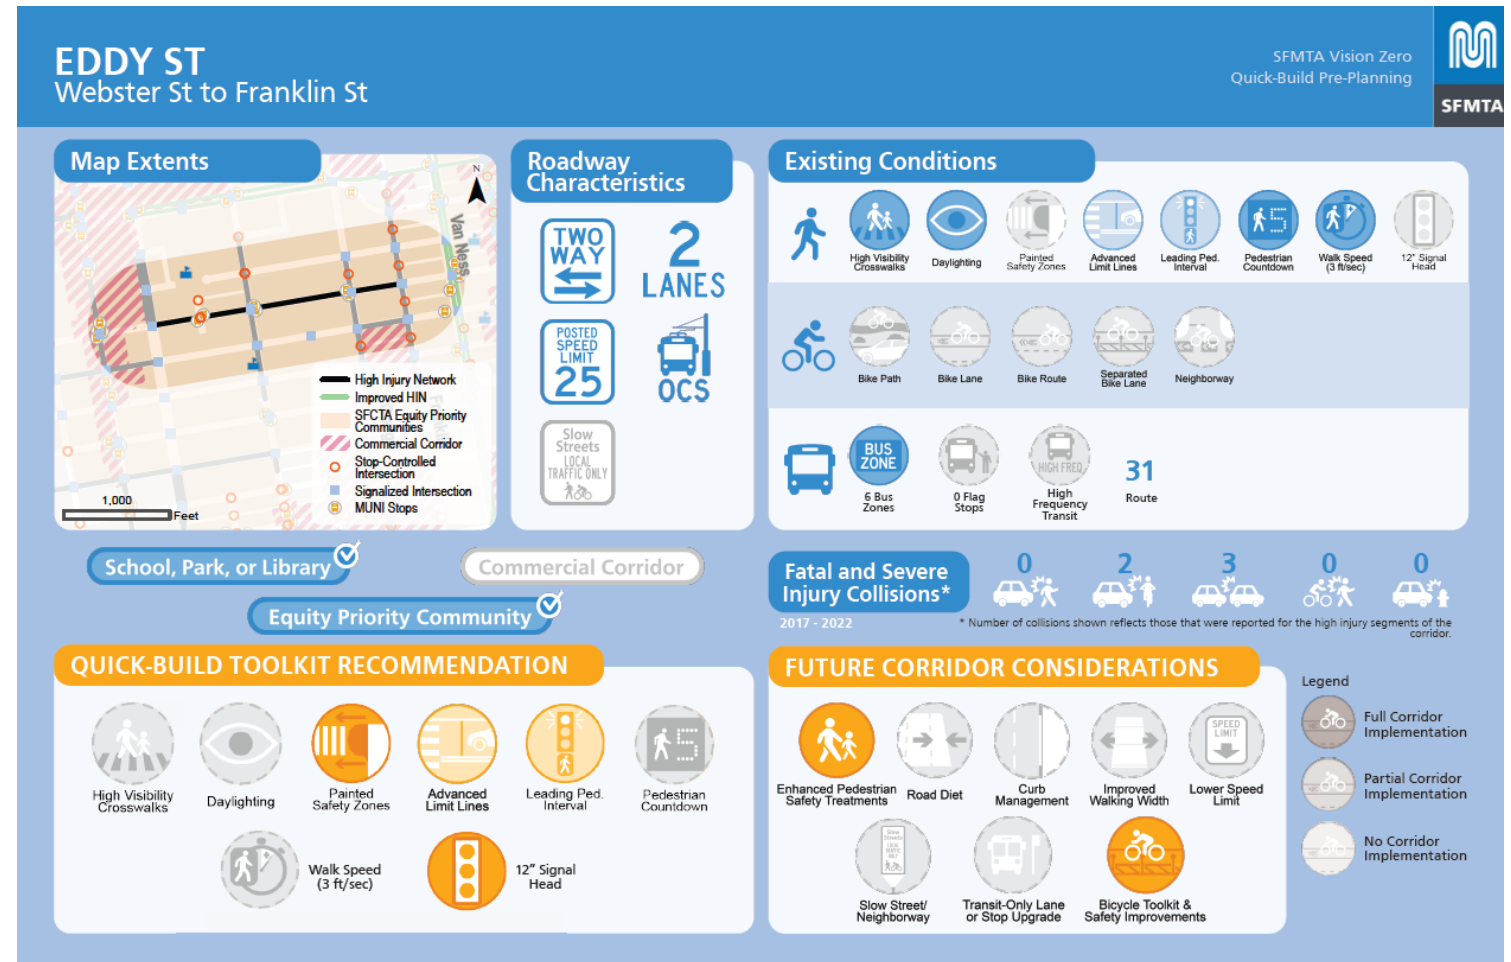 EDDY ST
Webster St to Franklin St
SFMTA Vision Zero
Quick-Build Pre-Planning
SFMTA
Map Extents
N
Van Ness
High Injury Network
Improved HIN
SFCTA Equity Priority
Communities
Commercial Corridor
Stop-Controlled
Intersection
Signalized Intersection
MUNI Stops
1,000
Feet
Roadway
Characteristics
TWO
WAY
2
LANES
POSTED
SPEED
LIMIT
25
OCS
Slow
Streets
LOCAL
TRAFFIC ONLY
Existing Conditions
5
High Visibility
Crosswalks
Daylighting
Painted
Safety Zones
Advanced
Limit Lines
Leading Ped.
Interval
Pedestrian
Countdown
Walk Speed
(3 ft/sec)
12" Signal
Head
Bike Path
Bike Lane
Bike Route
Separated
Bike Lane
Neighborway
BUS
ZONE
HIGH FREQ
31
6 Bus
Zones
0 Flag
Stops
High
Frequency
Transit
Route
School, Park, or Library
Commercial Corridor
Equity Priority Community
Fatal and Severe
Injury Collisions*
2017 - 2022
0
2
3
0
0
* Number of collisions shown reflects those that were reported for the high injury segments of the
corridor.
QUICK-BUILD TOOLKIT RECOMMENDATION
5
High Visibility
Crosswalks
Daylighting
Painted
Safety Zones
Advanced
Limit Lines
Leading Ped.
Interval
Pedestrian
Countdown
Walk Speed
(3 ft/sec)
12" Signal
Head
FUTURE CORRIDOR CONSIDERATIONS
SPEED
LIMIT
Enhanced Pedestrian
Safety Treatments
Road Diet
Curb
Management
Improved
Walking Width
Lower Speed
Limit
Slow
Streets
LOCAL
Slow Street/
Neighborway
Transit-Only Lane
or Stop Upgrade
Bicycle Toolkit &
Safety Improvements
Legend
Full Corridor
Implementation
Partial Corridor
Implementation
No Corridor
Implementation